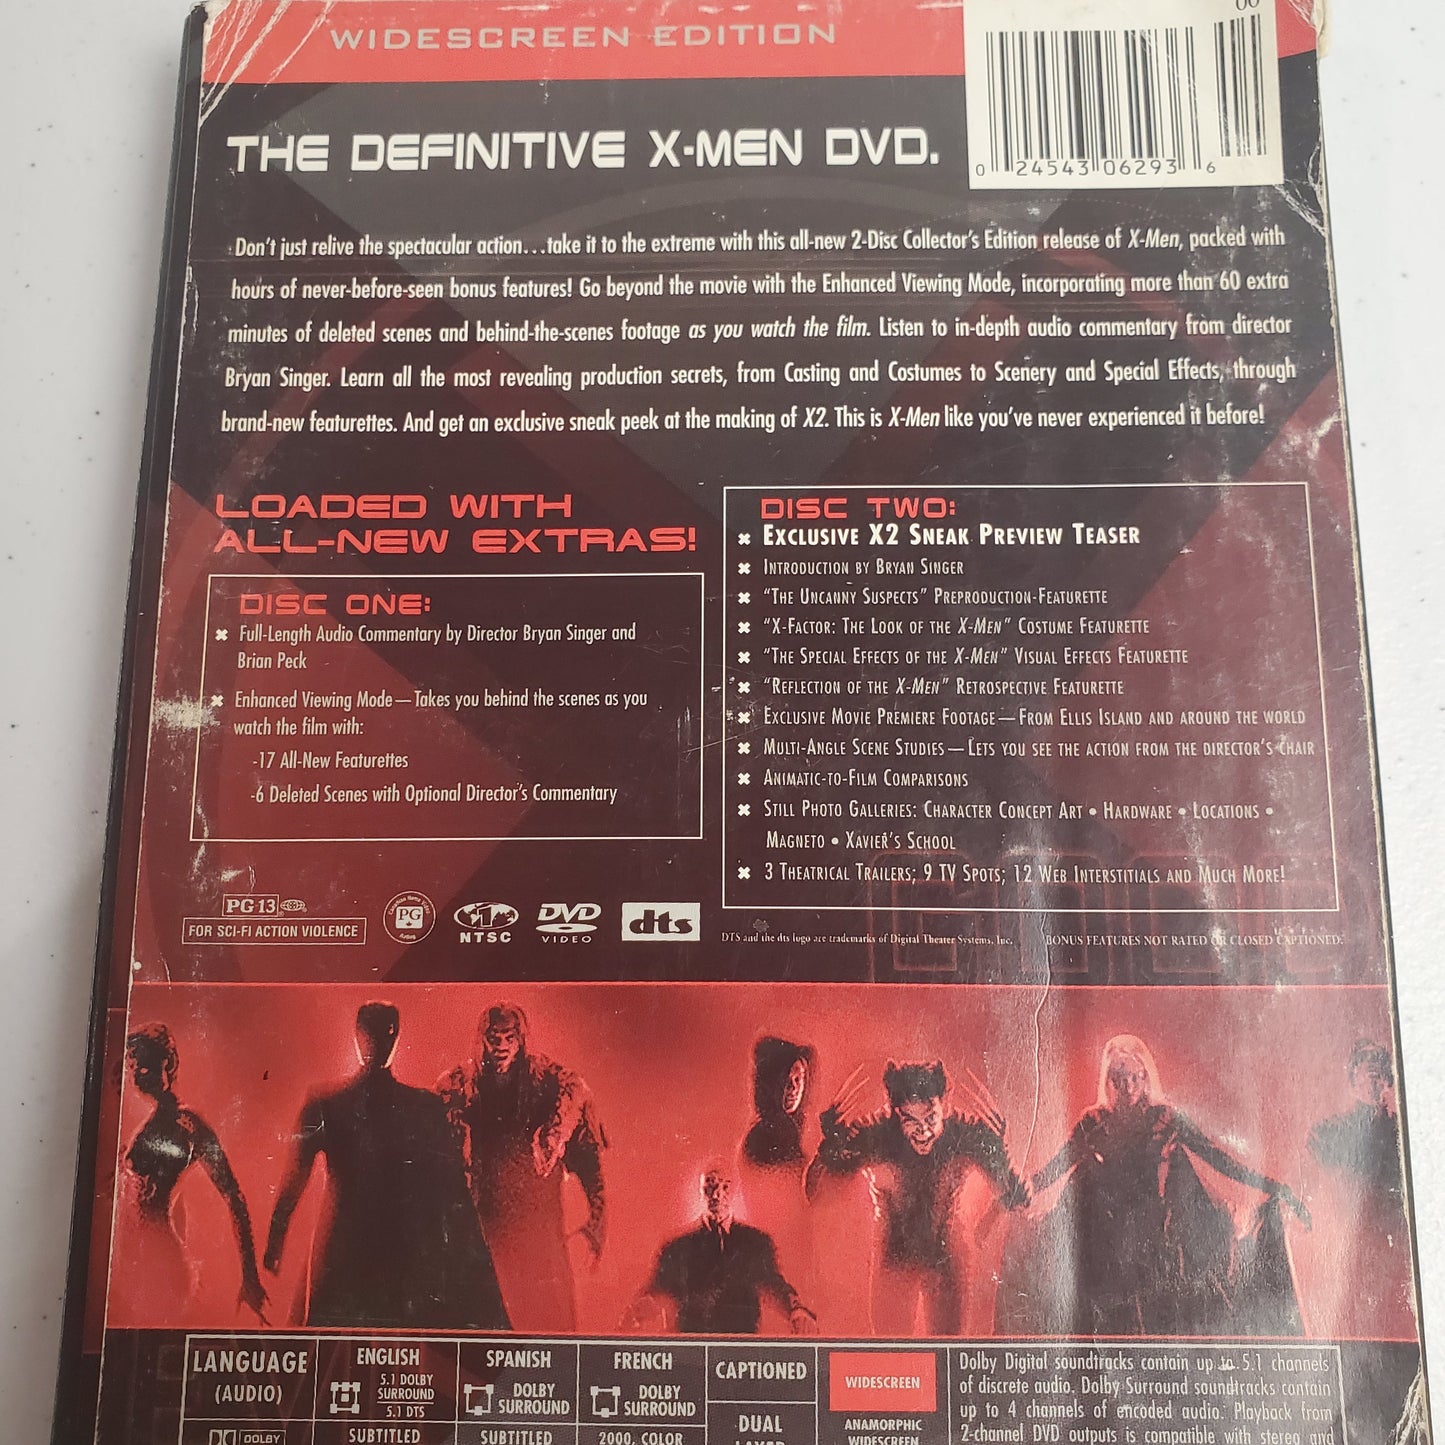 WIDESCREEN EDITION
00
0 24543 06293 6
THE DEFINITIVE X-MEN DVD.
Don't just relive the spectacular action...take it to the extreme with this all-new 2-Disc Collector's Edition release of X-Men, packed with
hours of never-before-seen bonus features! Go beyond the movie with the Enhanced Viewing Mode, incorporating more than 60 extra
minutes of deleted scenes and behind-the-scenes footage as you watch the film. Listen to in-depth audio commentary from director
Bryan Singer. Learn all the most revealing production secrets, from Casting and Costumes to Scenery and Special Effects, through
brand-new featurettes. And get an exclusive sneak peek at the making of X2. This is X-Men like you've never experienced it before!
LOADED WITH
ALL-NEW EXTRAS!
DISC ONE:
✖ Full-Length Audio Commentary by Director Bryan Singer and
Brian Peck
✖ Enhanced Viewing Mode—Takes you behind the scenes as you
watch the film with:
-17 All-New Featurettes
-6 Deleted Scenes with Optional Director's Commentary
DISC TWO:
✖ EXCLUSIVE X2 SNEAK PREVIEW TEASER
✖ INTRODUCTION BY BRYAN SINGER
✖ "THE UNCANNY SUSPECTS" PREPRODUCTION-FEATURETTE
✖ "X-FACTOR: THE LOOK OF THE X-MEN" COSTUME FEATURETTE
✖ "THE SPECIAL EFFECTS OF THE X-MEN" VISUAL EFFECTS FEATURETTE
✖ "REFLECTION OF THE X-MEN" RETROSPECTIVE FEATURETTE
✖ EXCLUSIVE MOVIE PREMIERE FOOTAGE—FROM ELLIS ISLAND AND AROUND THE WORLD
✖ MULTI-ANGLE SCENE STUDIES—LETS YOU SEE THE ACTION FROM THE DIRECTOR'S CHAIR
✖ ANIMATIC-TO-FILM COMPARISONS
✖ STILL PHOTO GALLERIES: CHARACTER CONCEPT ART • HARDWARE • LOCATIONS •
MAGNETO • XAVIER'S SCHOOL
✖ 3 THEATRICAL TRAILERS; 9 TV SPOTS; 12 WEB INTERSTITIALS AND MUCH MORE!
PG 13
FOR SCI-FI ACTION VIOLENCE
Canadian Home Video
PG
Rating
1
NTSC
DVD
VIDEO
dts
DTS and the dts logo are trademarks of Digital Theater Systems, Inc.
BONUS FEATURES NOT RATED OR CLOSED CAPTIONED.
LANGUAGE
(AUDIO)
DOLBY
ENGLISH
5.1 DOLBY
SURROUND
5.1 DTS
SUBTITLED
SPANISH
DOLBY
SURROUND
SUBTITLED
FRENCH
DOLBY
SURROUND
2000, COLOR
CAPTIONED
DUAL
LAYER
WIDESCREEN
ANAMORPHIC
WIDESCREEN
Dolby Digital soundtracks contain up to 5.1 channels
of discrete audio. Dolby Surround soundtracks contain
up to 4 channels of encoded audio. Playback from
2-channel DVD outputs is compatible with stereo and